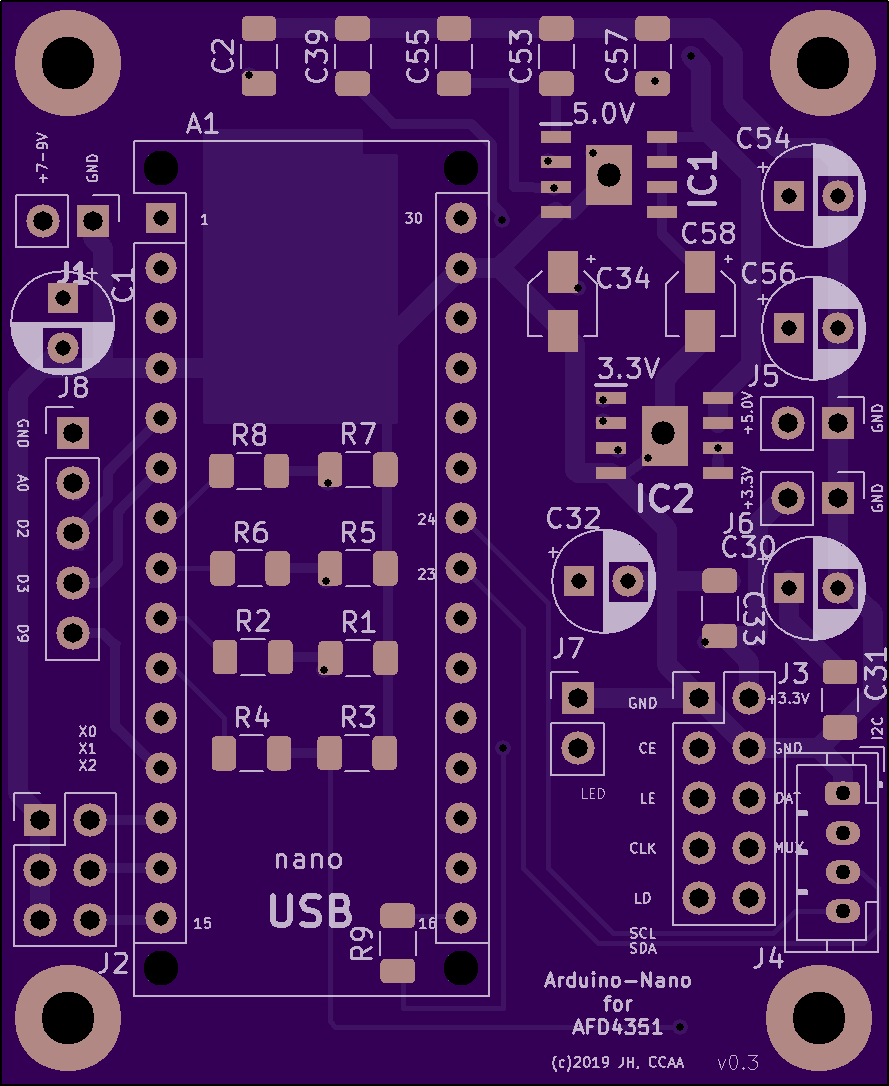 C2
C39
C55
C53
C57
A1
5.0V
C54
+7-9V
GND
IC1
1
30
C58
J1
+
C1
+
C34
+
C56
+
+
J8
3.3V
J5
GND
+5.0V
GND
R8
R7
A0
+3.3V
GND
IC2
24
C32
J6
D2
R6
R5
C30
+
+
23
D3
C33
D9
R2
R1
J7
J3
C31
GND
+3.3V
X0
R4
R3
I2C
X1
CE
GND
X2
LED
LE
DAT
nano
CLK
MUX
USB
LD
15
16
R9
SCL
SDA
J2
J4
Arduino-Nano
for
AFD4351
(c)2019 JH, CCAA
v0.3